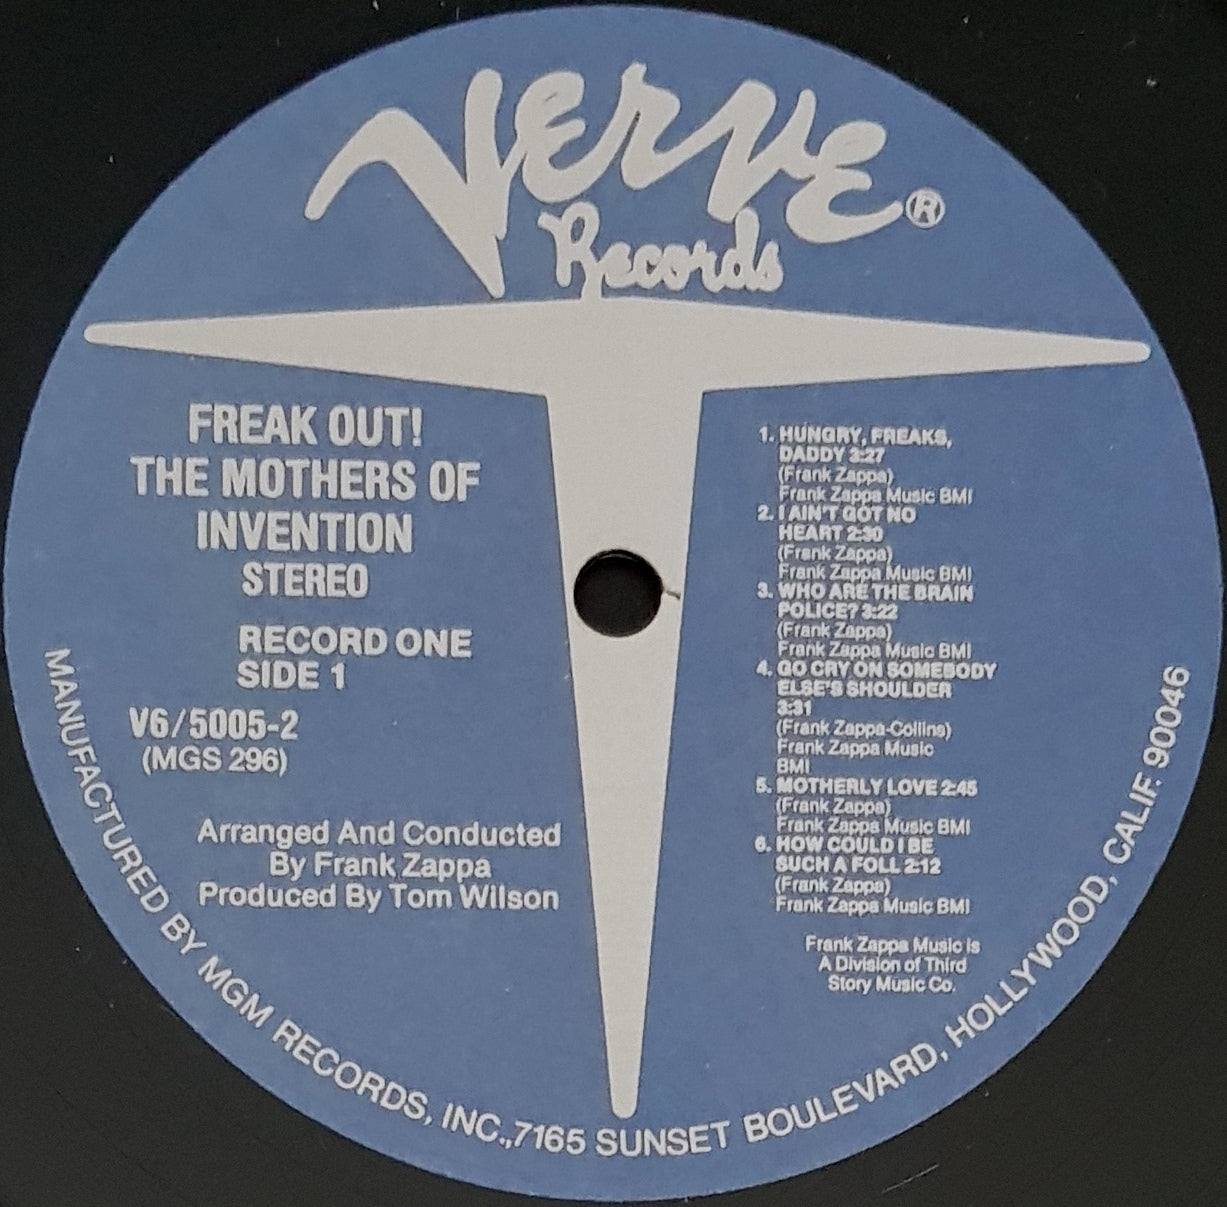 Verve ®
Records
FREAK OUT!
THE MOTHERS OF
INVENTION
STEREO
RECORD ONE
SIDE 1
V6/5005-2
(MGS 296)
Arranged And Conducted
By Frank Zappa
Produced By Tom Wilson
1. HUNGRY, FREAKS,
DADDY 3:27
(Frank Zappa)
Frank Zappa Music BMI
2. I AIN'T GOT NO
HEART 2:30
(Frank Zappa)
Frank Zappa Music BMI
3. WHO ARE THE BRAIN
POLICE? 3:22
(Frank Zappa)
Frank Zappa Music BMI
4. GO CRY ON SOMEBODY
ELSE'S SHOULDER
3:31
(Frank Zappa-Collins)
Frank Zappa Music
BMI
5. MOTHERLY LOVE 2:45
(Frank Zappa)
Frank Zappa Music BMI
6. HOW COULD I BE
SUCH A FOLL 2:12
(Frank Zappa)
Frank Zappa Music BMI
Frank Zappa Music is
A Division of Third
Story Music Co.
MANUFACTURED BY MGM RECORDS, INC.,7165 SUNSET BOULEVARD, HOLLYWOOD, CALIF. 90046